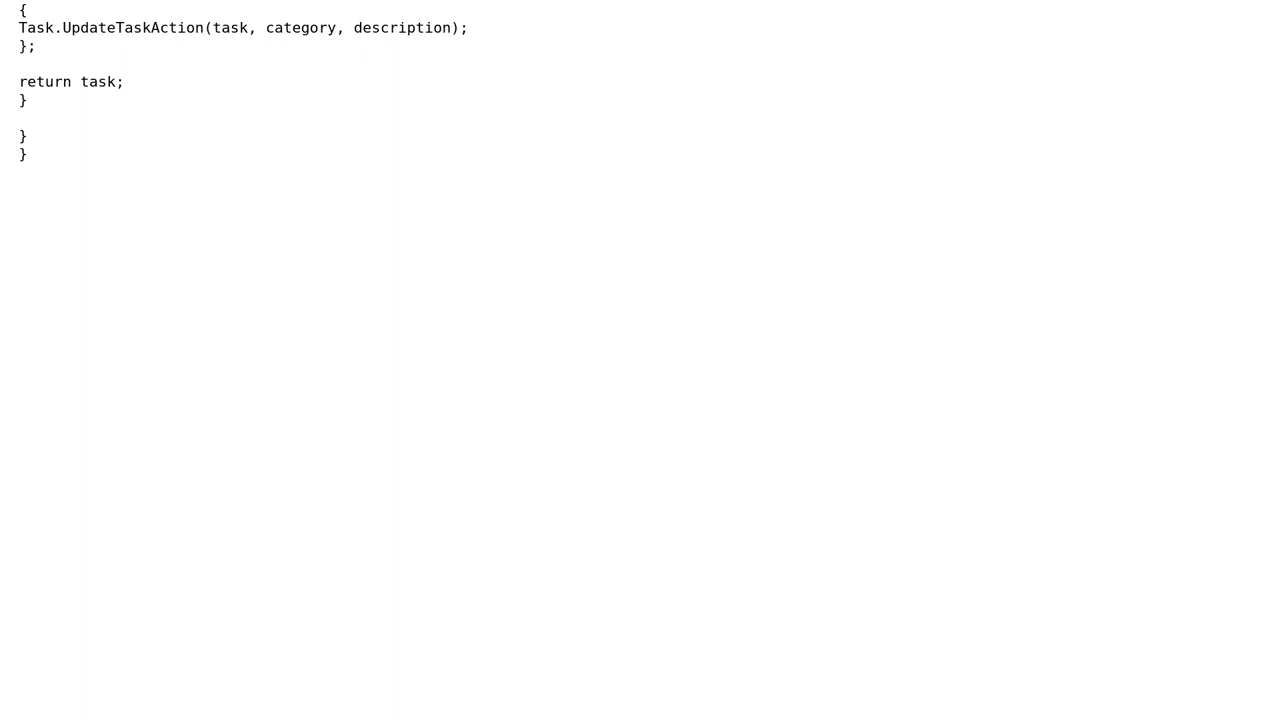 {
Task.UpdateTaskAction(task, category, description);
};
return task;
}
}
}